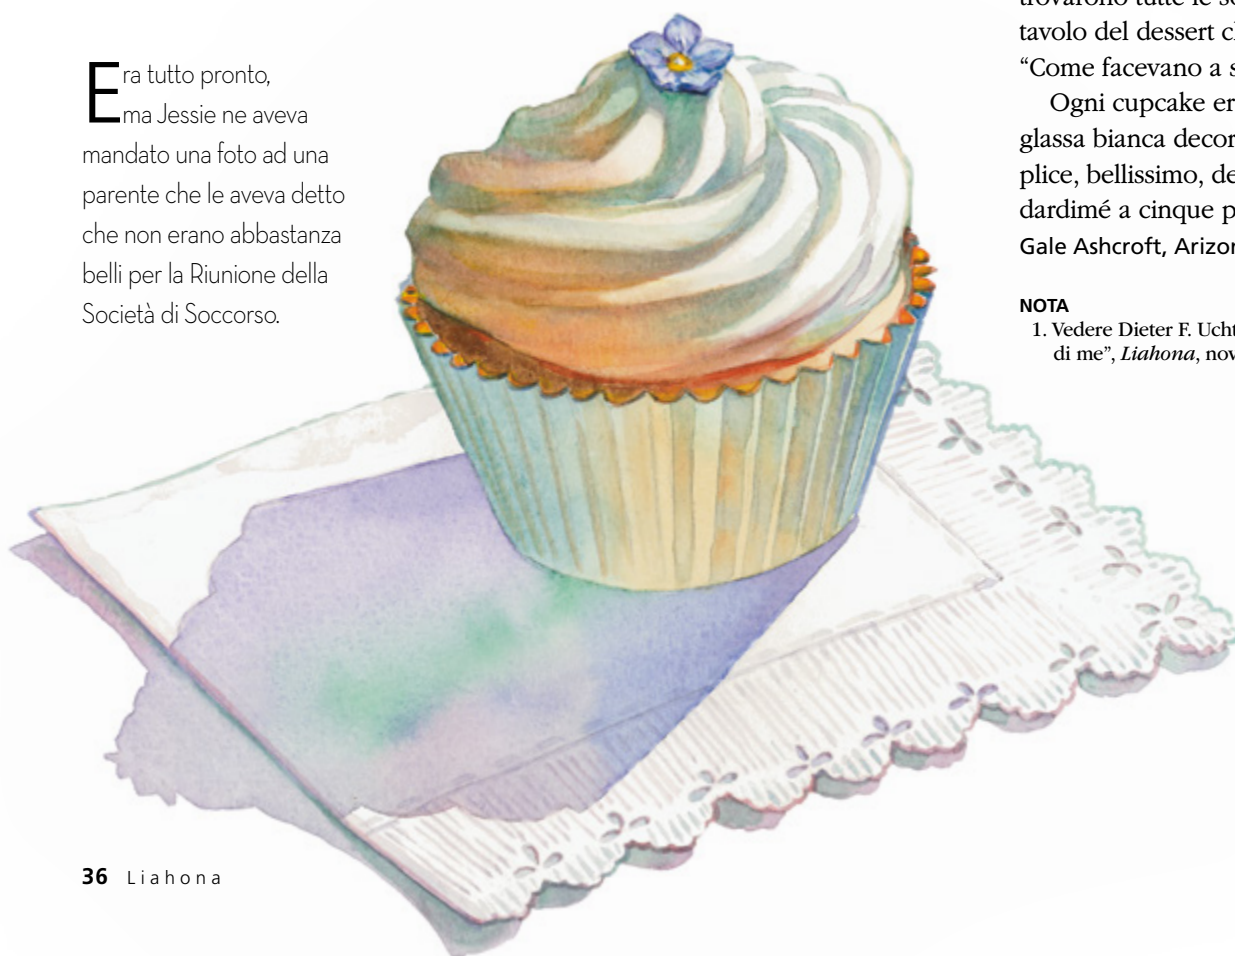 Era tutto pronto,
ma Jessie ne aveva
mandato una foto ad una
parente che le aveva detto
che non erano abbastanza
belli per la Riunione della
Società di Soccorso.
trovarono tutte le
tavolo del dessert
“Come facevano a
Ogni cupcake
glassa bianca
plice, bellissimo,
dardimé a cinque
Gale Ashcroft,
NOTA
1. Vedere Dieter F.
di me”, Liahona,
36 Liahona